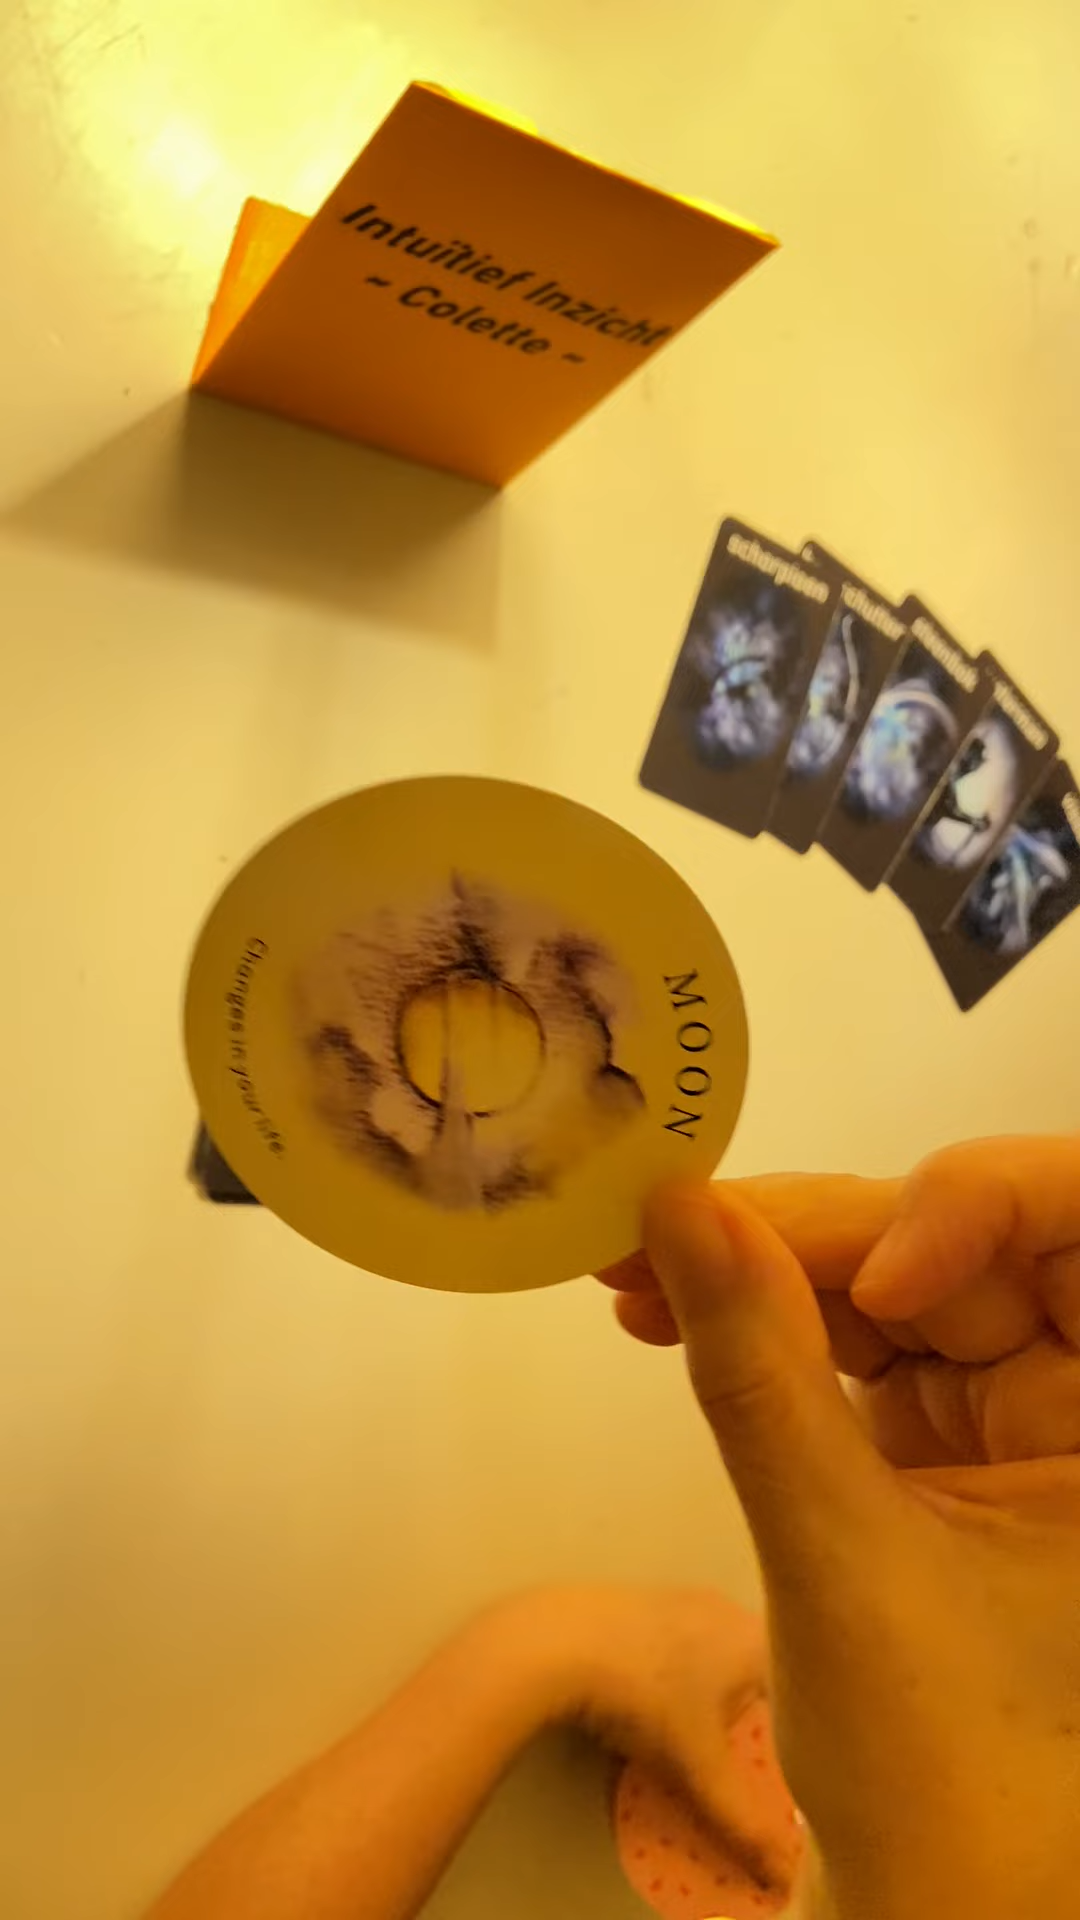 Intuïtief Inzicht
~ Colette ~
schorpioen
MOON
Changes in your life.